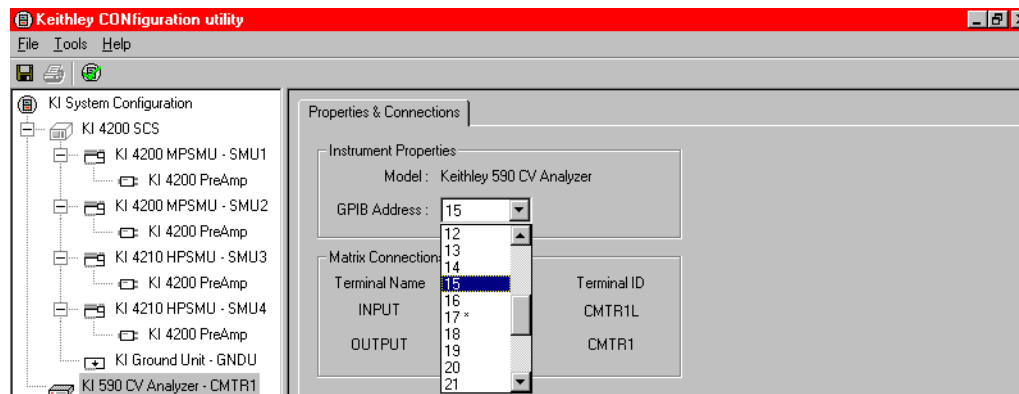 Keithley CONfiguration utility
File Tools Help
KI System Configuration
KI 4200 SCS
KI 4200 MPSMU - SMU1
KI 4200 PreAmp
KI 4200 MPSMU - SMU2
KI 4200 PreAmp
KI 4210 HPSMU - SMU3
KI 4200 PreAmp
KI 4210 HPSMU - SMU4
KI 4200 PreAmp
KI Ground Unit - GNDU
KI 590 CV Analyzer - CMTR1
Properties & Connections
Instrument Properties
Model : Keithley 590 CV Analyzer
GPIB Address : 15
12
13
14
15
16
17 *
18
19
20
21
Matrix Connection
Terminal Name Terminal ID
INPUT CMTR1L
OUTPUT CMTR1